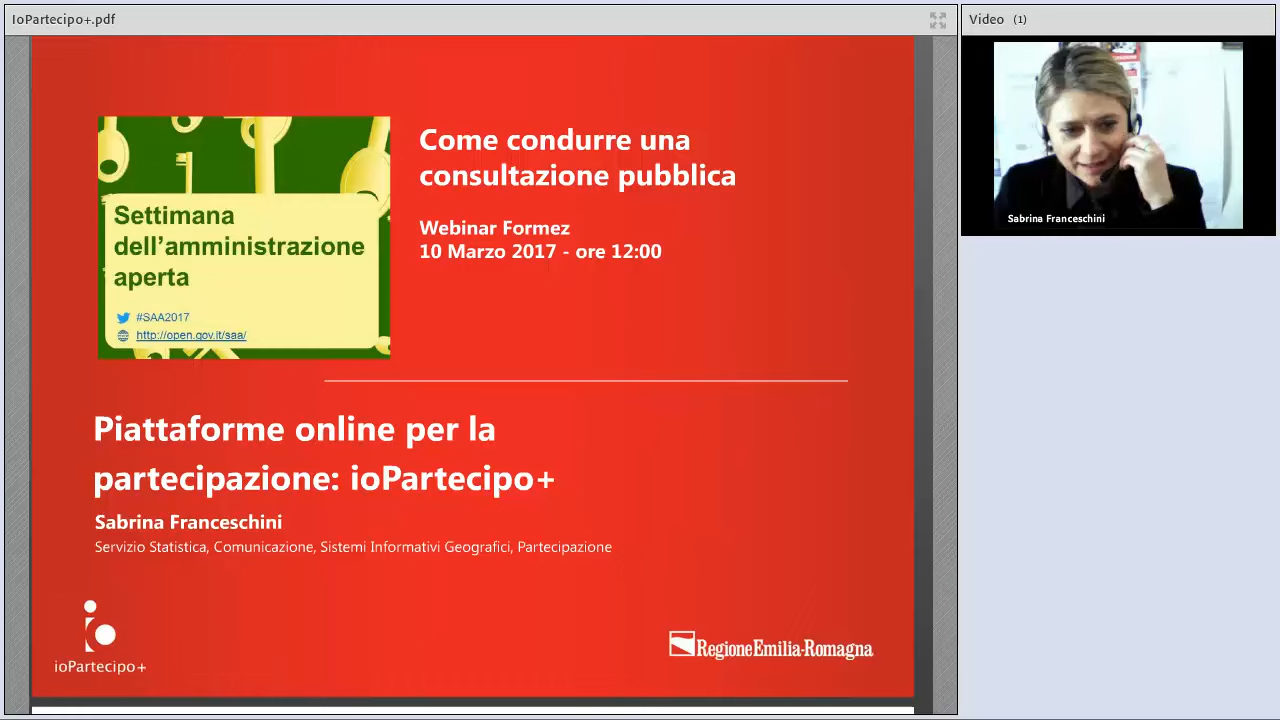 IoPartecipo+.pdf
Video (1)
Sabrina Franceschini
Come condurre una
consultazione pubblica
Webinar Formez
10 Marzo 2017 - ore 12:00
Settimana
dell’amministrazione
aperta
#SAA2017
http://open.gov.it/saa/
Piattaforme online per la
partecipazione: ioPartecipo+
Sabrina Franceschini
Servizio Statistica, Comunicazione, Sistemi Informativi Geografici, Partecipazione
ioPartecipo+
RegioneEmilia-Romagna